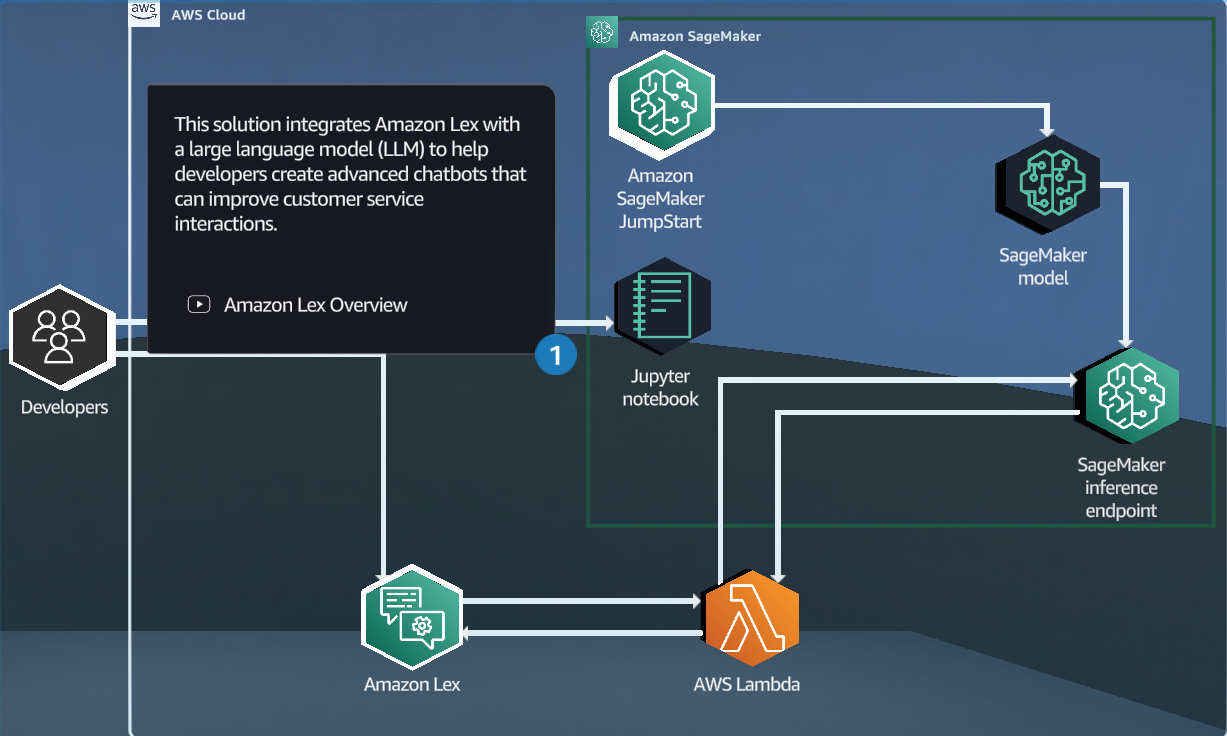 aws
AWS Cloud
Amazon SageMaker
This solution integrates Amazon Lex with
a large language model (LLM) to help
developers create advanced chatbots that
can improve customer service
interactions.
Amazon Lex Overview
1
Amazon
SageMaker
JumpStart
SageMaker
model
Developers
Jupyter
notebook
SageMaker
inference
endpoint
Amazon Lex
AWS Lambda